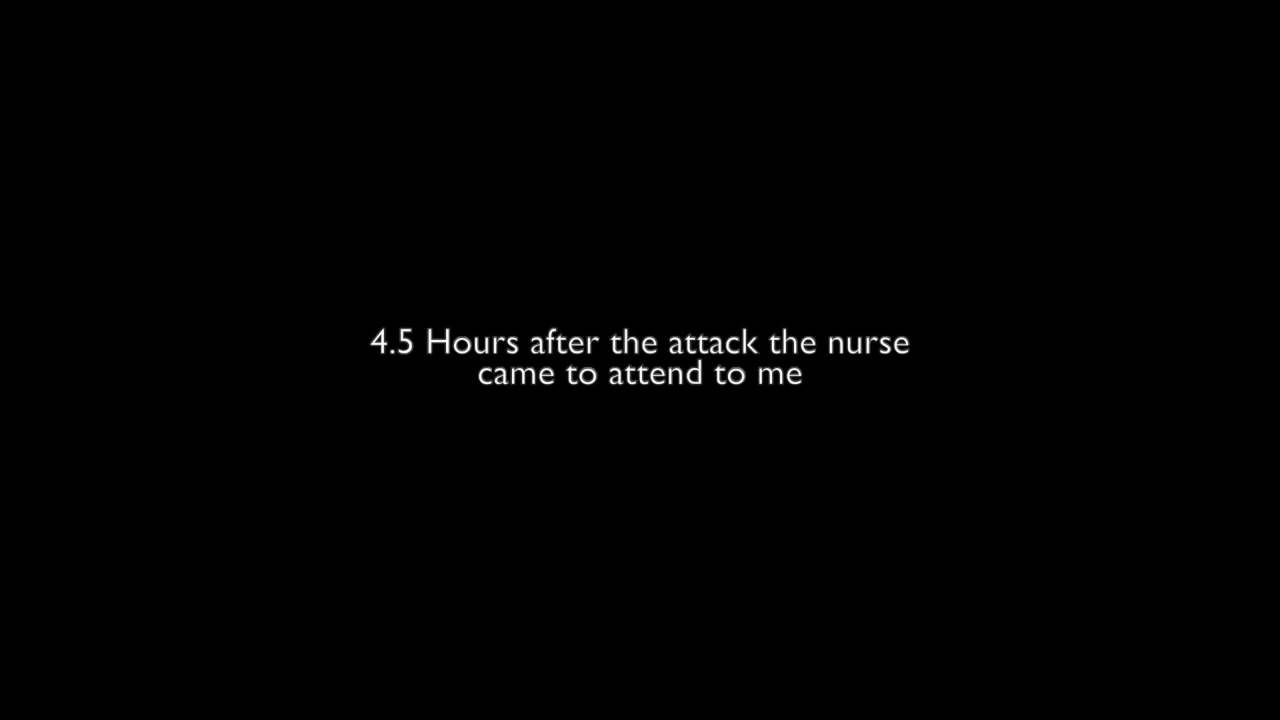 4.5 Hours after the attack the nurse
came to attend to me